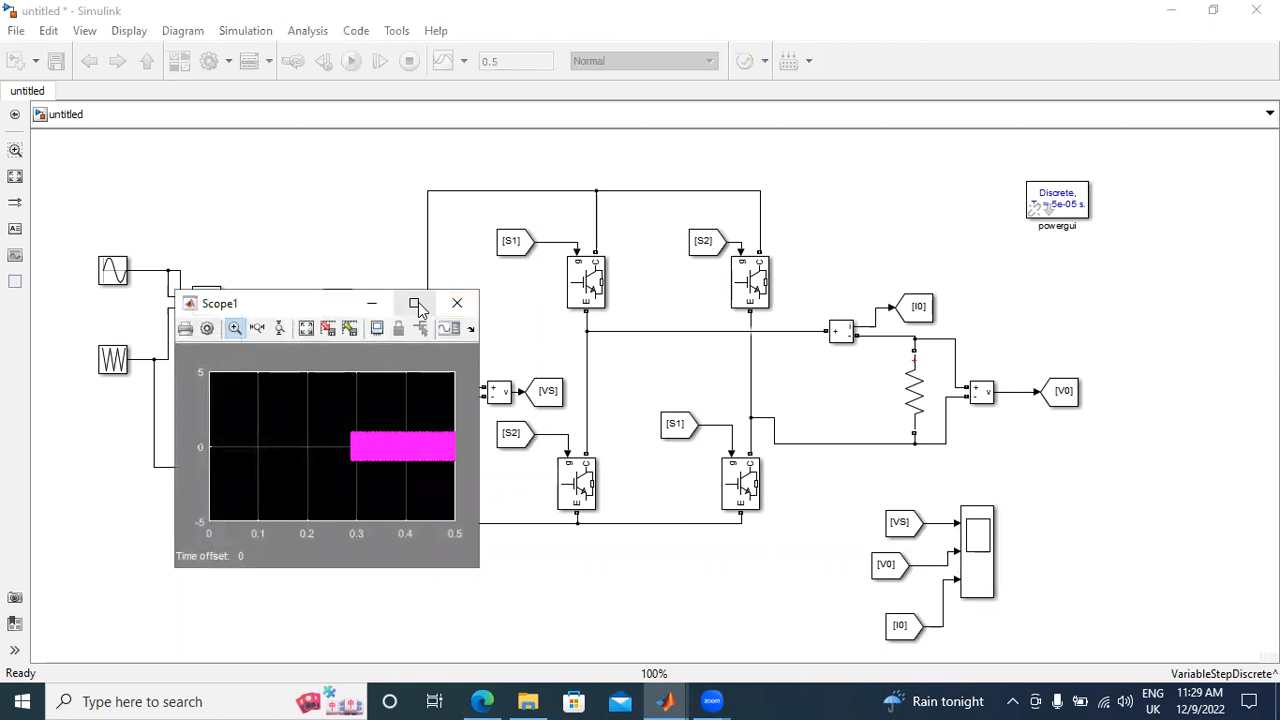 untitled * - Simulink
File Edit View Display Diagram Simulation Analysis Code Tools Help
0.5
Normal
untitled
untitled
Discrete,
5e-05 s.
powergui
[S1]
[S2]
g
C
E
g
C
E
[I0]
Scope1
+
i
-
5
0
-5
0
0.1
0.2
0.3
0.4
0.5
Time offset: 0
+
-
v
[VS]
+
-
v
[V0]
[S2]
[S1]
g
C
E
g
C
E
[VS]
[V0]
[I0]
Ready
100%
VariableStepDiscrete
Type here to search
Rain tonight
ENG
UK
11:29 AM
12/9/2022